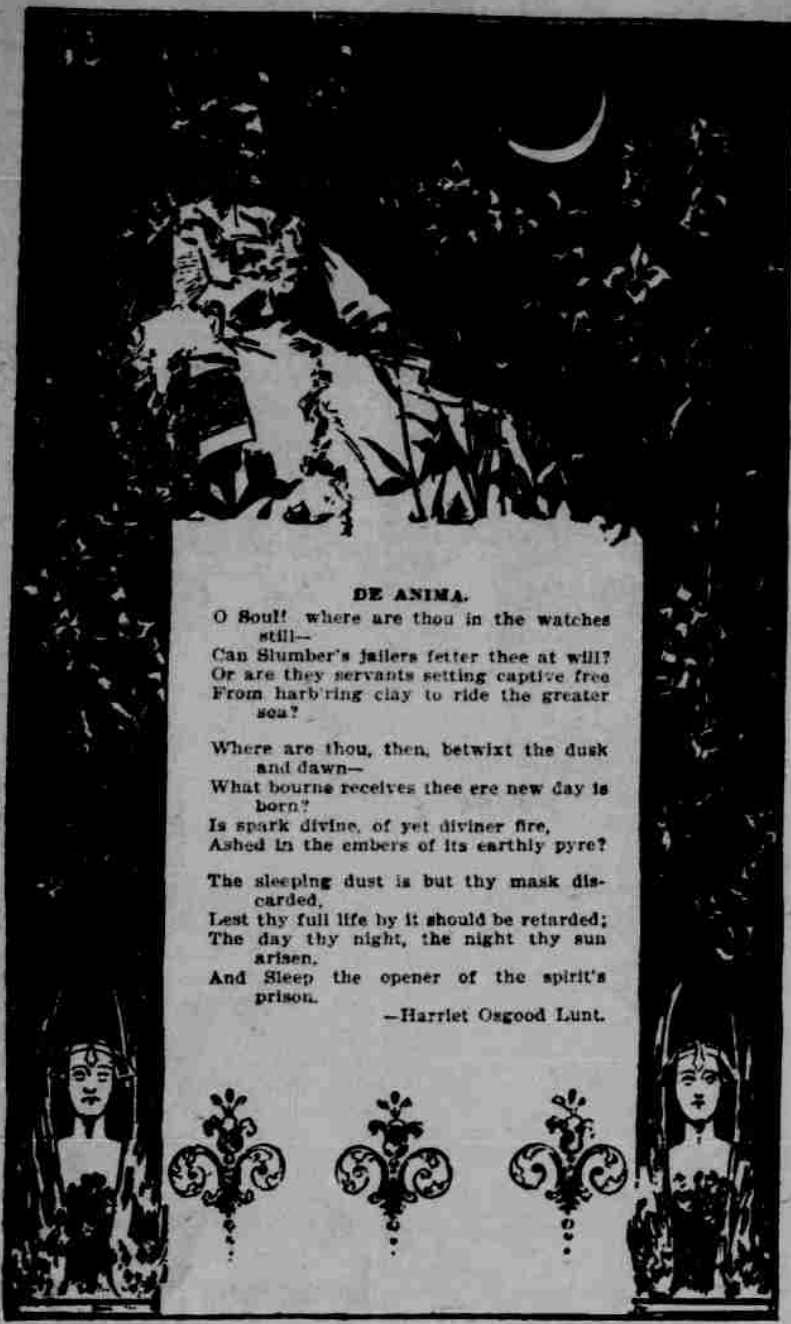 DE ANIMA.
O Soul! where are thou in the watches
still—
Can Slumber's jailers fetter thee at will?
Or are they servants setting captive free
From harb'ring clay to ride the greater
sea?
Where are thou, then, betwixt the dusk
and dawn—
What bourne receives thee ere new day is
born?
Is spark divine, of yet diviner fire,
Ashed in the embers of its earthly pyre?
The sleeping dust is but thy mask dis-
carded,
Lest thy full life by it should be retarded;
The day thy night, the night thy sun
arisen,
And Sleep the opener of the spirit's
prison.
—Harriet Osgood Lunt.